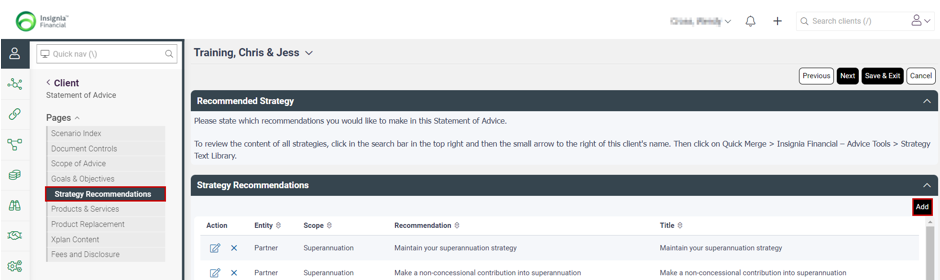 Insignia
Financial
Search clients (/)
Quick nav (\)
Training, Chris & Jess
Client
Statement of Advice
Previous
Next
Save & Exit
Cancel
Pages
Scenario Index
Document Controls
Scope of Advice
Goals & Objectives
Strategy Recommendations
Products & Services
Product Replacement
Xplan Content
Fees and Disclosure
Recommended Strategy
Please state which recommendations you would like to make in this Statement of Advice.
To review the content of all strategies, click in the search bar in the top right and then the small arrow to the right of this client's name. Then click on Quick Merge > Insignia Financial – Advice Tools > Strategy
Text Library.
Strategy Recommendations
Add
Action Entity Scope Recommendation Title
Partner Superannuation Maintain your superannuation strategy Maintain your superannuation strategy
Partner Superannuation Make a non-concessional contribution into superannuation Make a non-concessional contribution into superannuation